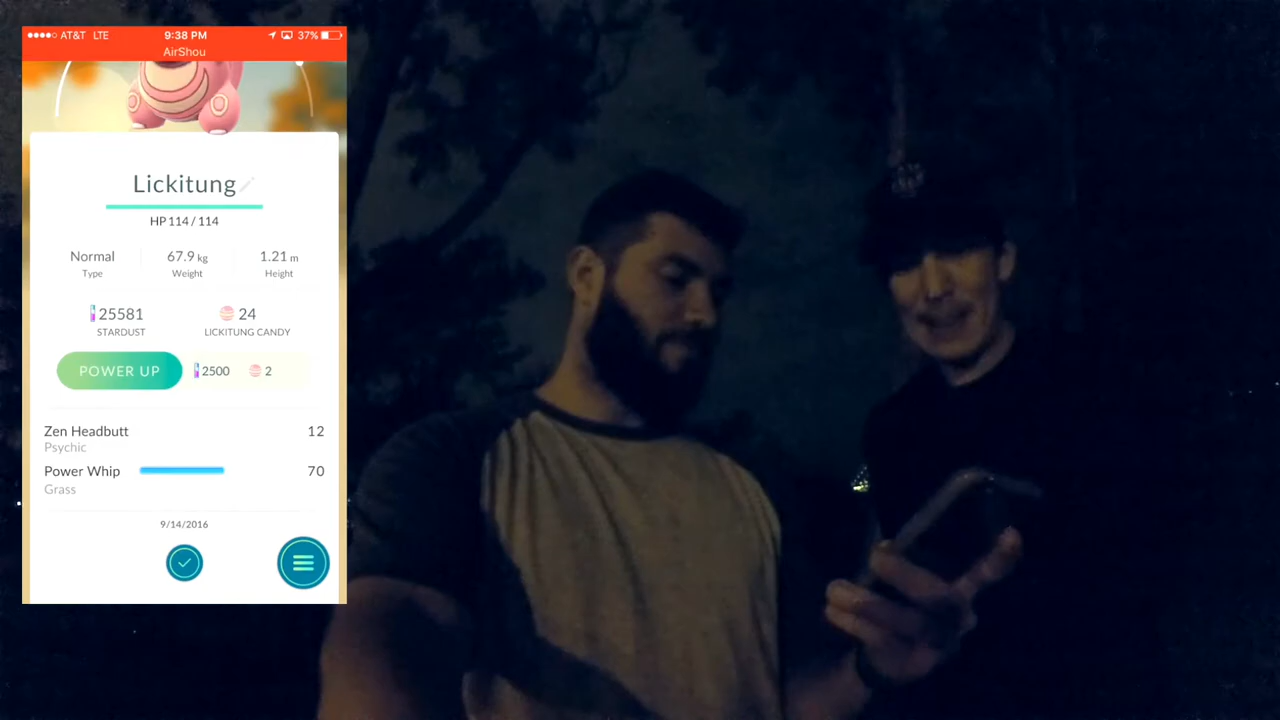 AT&T LTE 9:38 PM 37%
AirShou
Lickitung
HP 114 / 114
Normal 67.9 kg 1.21 m
Type Weight Height
25581 24
STARDUST LICKITUNG CANDY
POWER UP 2500 2
Zen Headbutt 12
Psychic
Power Whip 70
Grass
9/14/2016